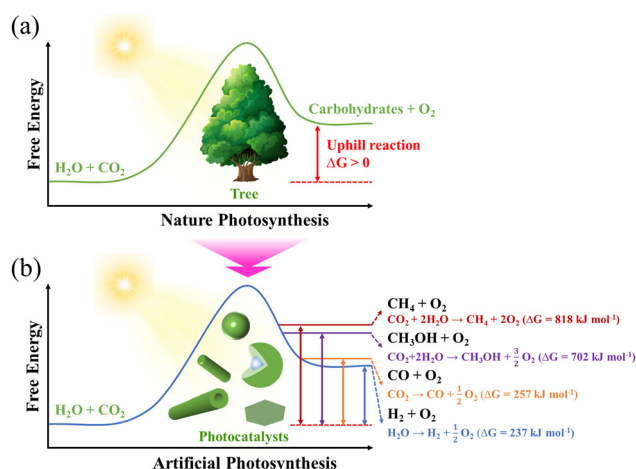 (a)
Free Energy
H₂O + CO₂
Tree
Carbohydrates + O₂
Uphill reaction
ΔG > 0
Nature Photosynthesis
(b)
Free Energy
H₂O + CO₂
Photocatalysts
CH₄ + O₂
CO₂ + 2H₂O → CH₄ + 2O₂ (ΔG = 818 kJ mol⁻¹)
CH₃OH + O₂
CO₂+2H₂O → CH₃OH + 3/2 O₂ (ΔG = 702 kJ mol⁻¹)
CO + O₂
CO₂ → CO + 1/2 O₂ (ΔG = 257 kJ mol⁻¹)
H₂ + O₂
H₂O → H₂ + 1/2 O₂ (ΔG = 237 kJ mol⁻¹)
Artificial Photosynthesis